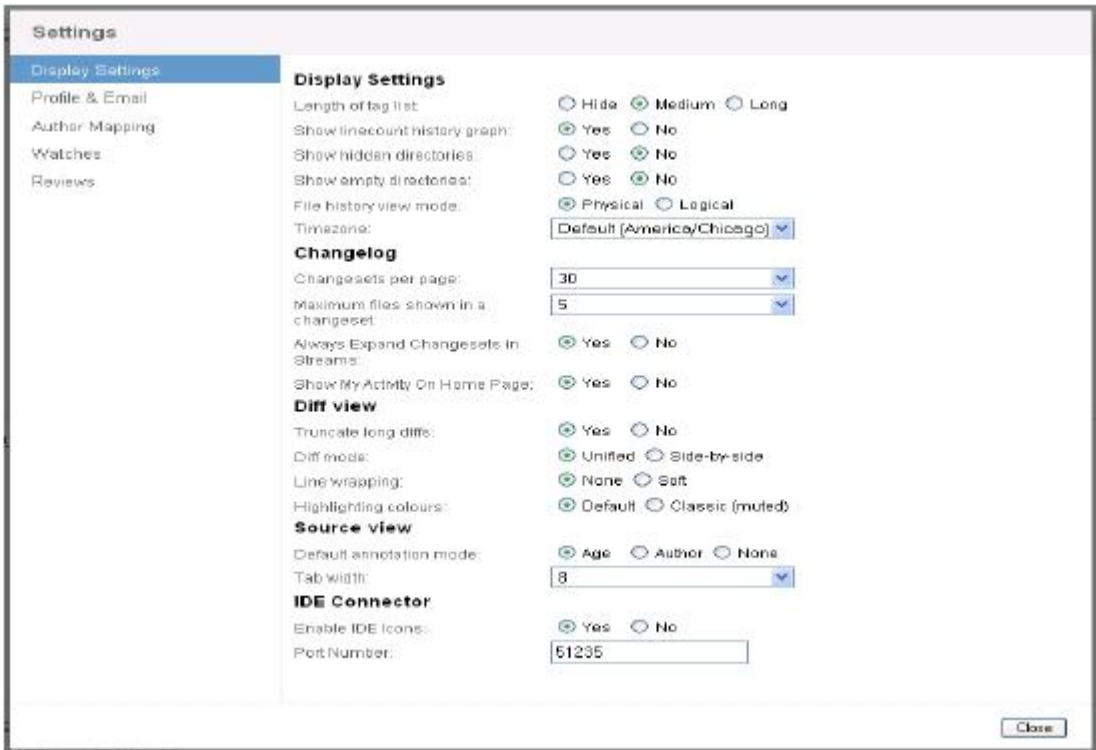 Settings
Display Settings
Profile & Email
Author Mapping
Watches
Reviews
Display Settings
Length of tag list: Hide Medium Long
Show linecount history graph: Yes No
Show hidden directories: Yes No
Show empty directories: Yes No
File history view mode: Physical Logical
Timezone: Default (America/Chicago)
Changelog
Changesets per page: 30
Maximum files shown in a
changeset: 5
Always Expand Changesets in
Streams: Yes No
Show My Activity On Home Page: Yes No
Diff view
Truncate long diffs: Yes No
Diff mode: Unified Side-by-side
Line wrapping: None Soft
Highlighting colours: Default Classic (muted)
Source view
Default annotation mode: Age Author None
Tab width: 8
IDE Connector
Enable IDE Icons: Yes No
Port Number: 51235
Close